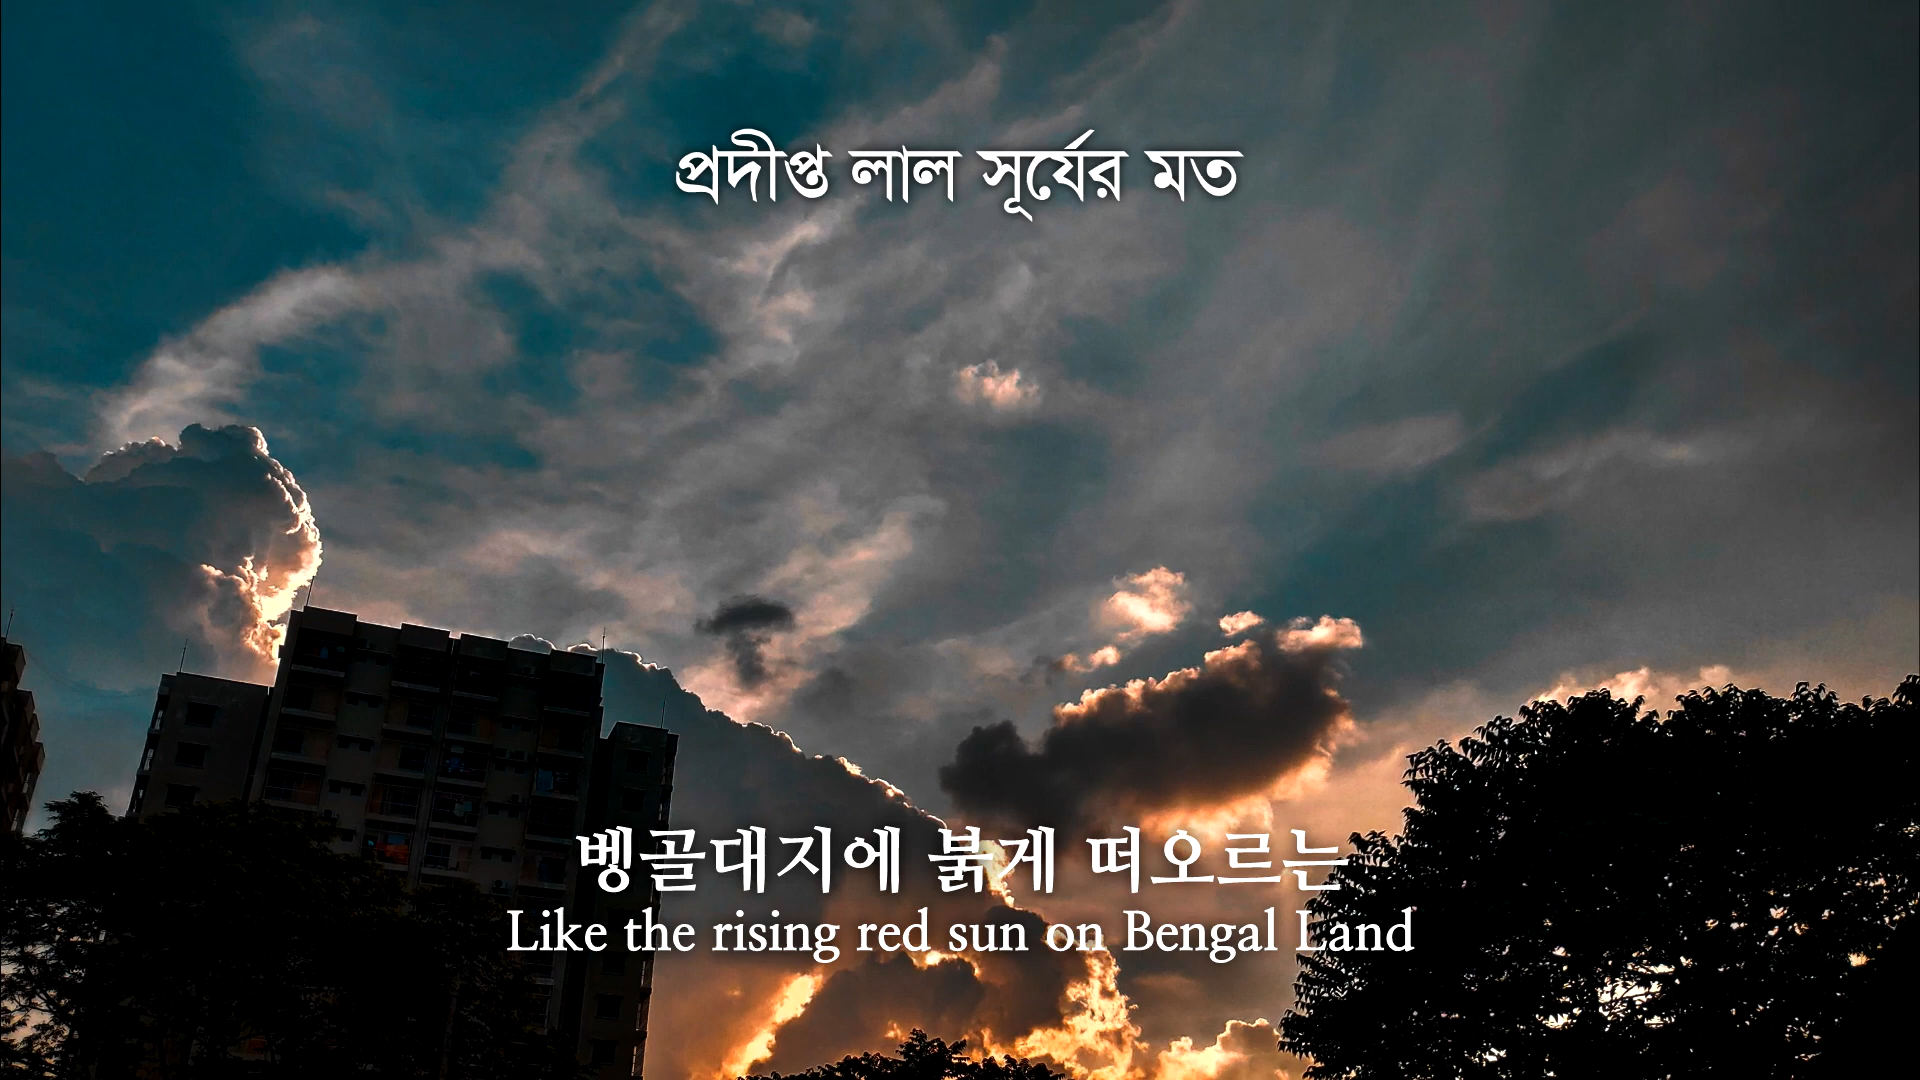 প্রদীপ্ত লাল সূর্যের মত
벵골대지에 붉게 떠오르는
Like the rising red sun on Bengal Land